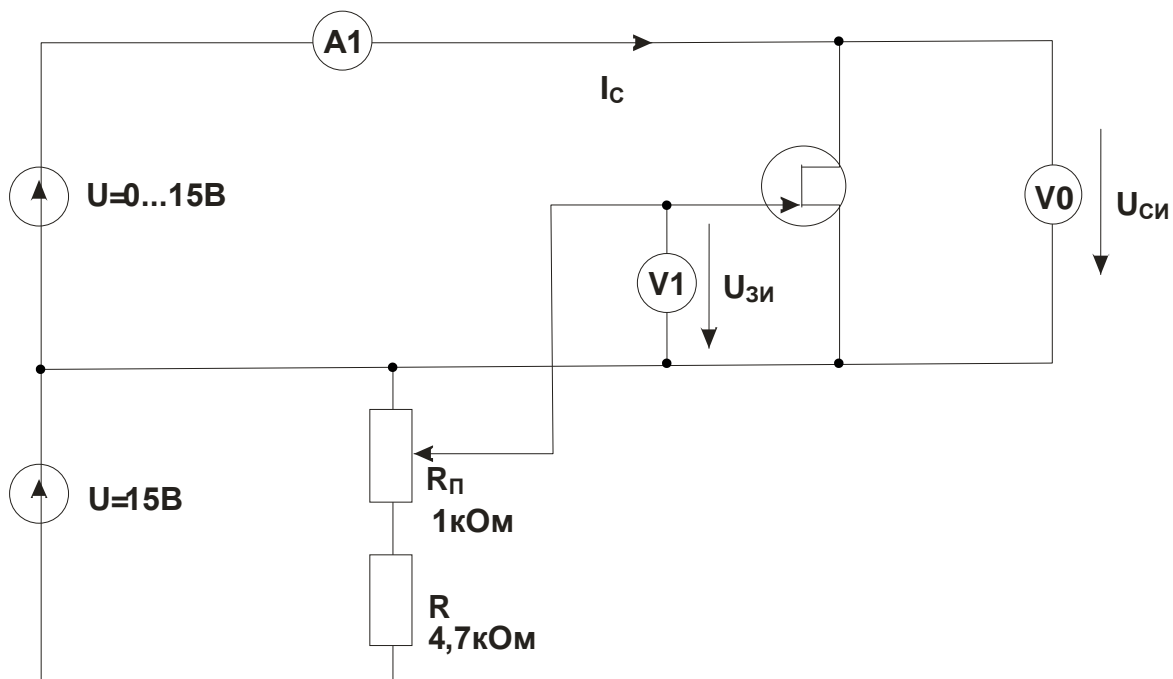 A1
IС
U=0...15В
V0
UСИ
V1
UЗИ
U=15В
RП
1кОм
R
4,7кОм